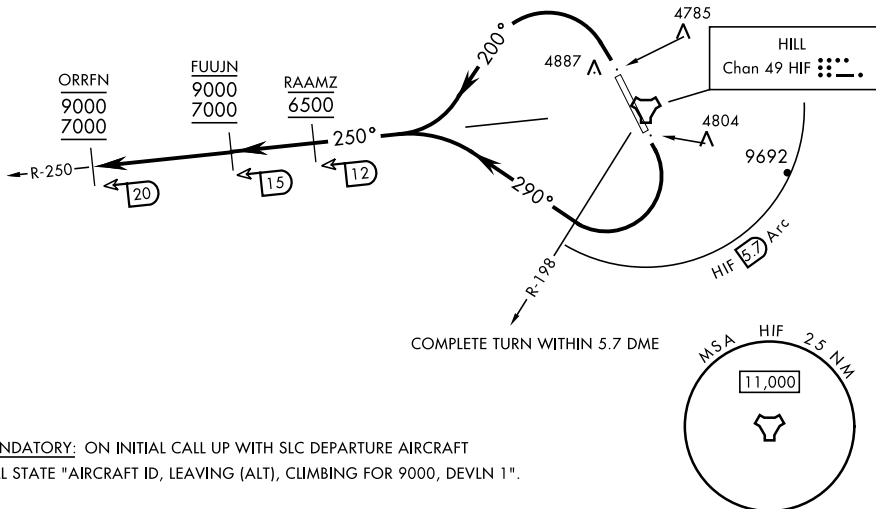 4785
HILL
Chan 49 HIF
4887
200°
ORRFN
9000
7000
FUUJN
9000
7000
RAAMZ
6500
4804
250°
9692
R-250
20
15
12
290°
HIF 5.7 Arc
R-198
COMPLETE TURN WITHIN 5.7 DME
MSA HIF 25 NM
11,000
NDATORY: ON INITIAL CALL UP WITH SLC DEPARTURE AIRCRAFT
L STATE "AIRCRAFT ID, LEAVING (ALT), CLIMBING FOR 9000, DEVLN 1".